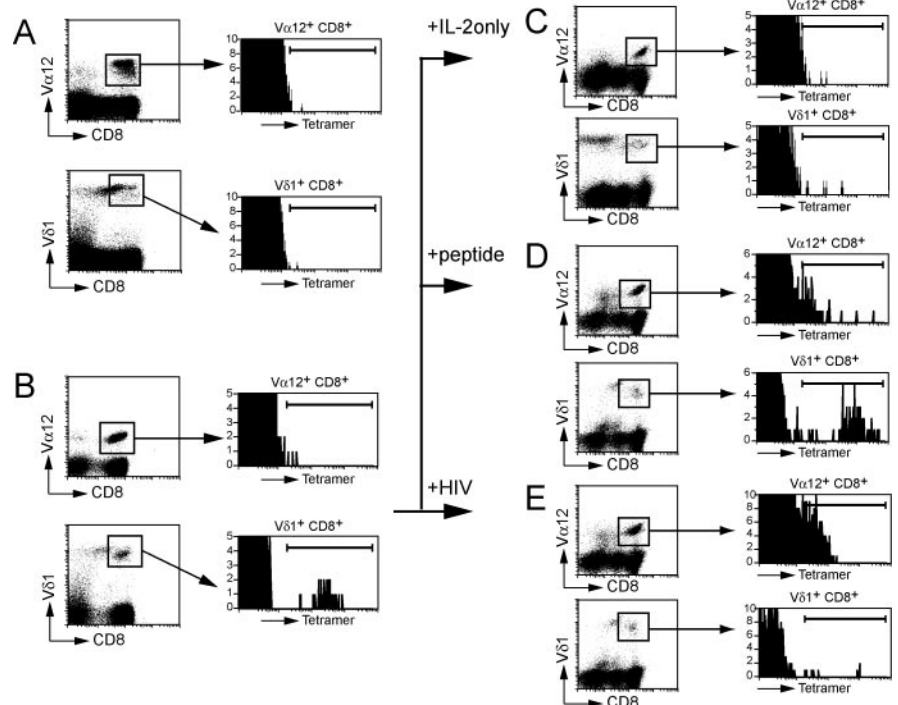 A
Vα12
CD8
Vα12+ CD8+
10
8
6
4
2
0
Tetramer
Vδ1
CD8
Vδ1+ CD8+
10
8
6
4
2
0
Tetramer
B
Vα12
CD8
Vα12+ CD8+
5
4
3
2
1
0
Tetramer
Vδ1
CD8
Vδ1+ CD8+
5
4
3
2
1
0
Tetramer
+IL-2only
+peptide
+HIV
C
Vα12
CD8
Vα12+ CD8+
5
4
3
2
1
0
Tetramer
Vδ1
CD8
Vδ1+ CD8+
5
4
3
2
1
0
Tetramer
D
Vα12
CD8
Vα12+ CD8+
6
4
2
0
Tetramer
Vδ1
CD8
Vδ1+ CD8+
6
4
2
0
Tetramer
E
Vα12
CD8
Vα12+ CD8+
10
8
6
4
2
0
Tetramer
Vδ1
CD8
Vδ1+ CD8+
10
8
6
4
2
0
Tetramer